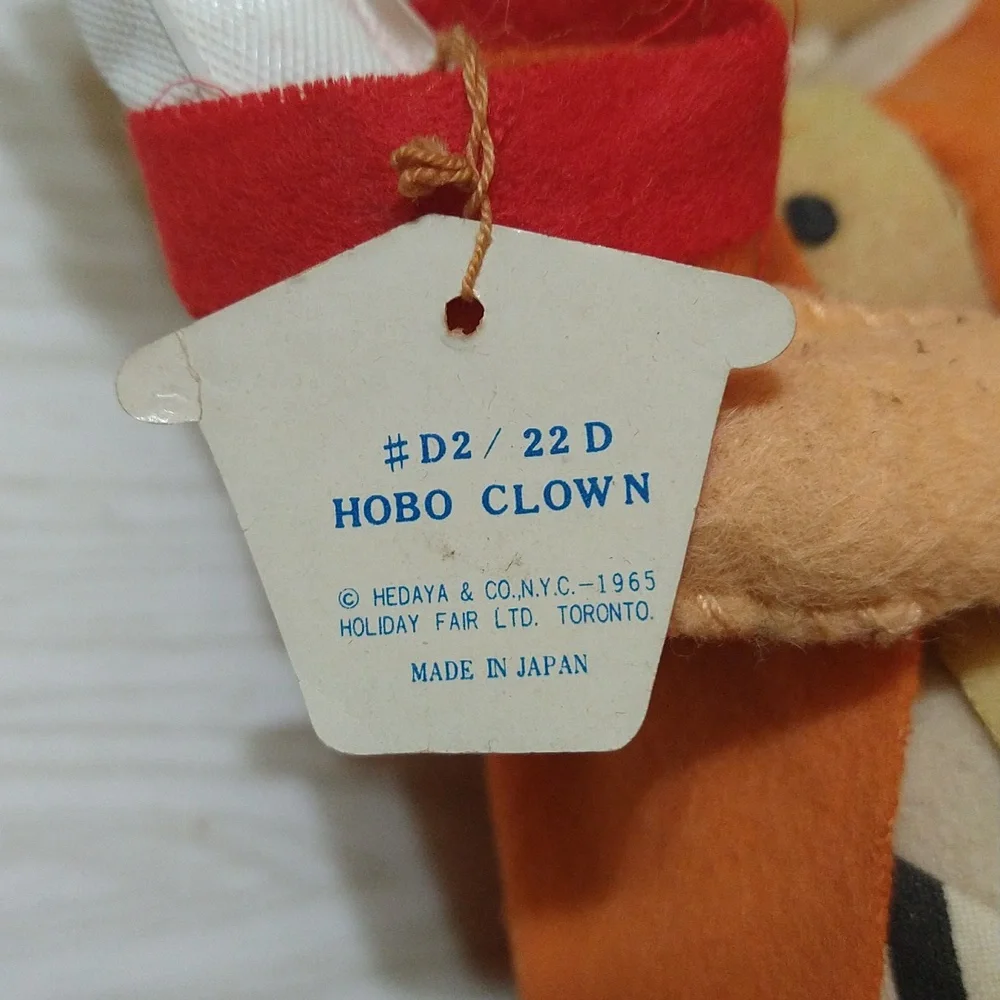 #D2/ 22D
HOBO CLOWN
© HEDAYA & CO.,N.Y.C.-1965
HOLIDAY FAIR LTD. TORONTO.
MADE IN JAPAN